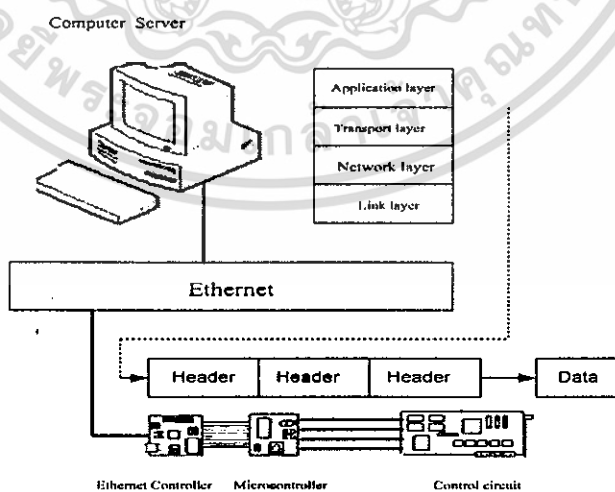 Computer Server
Application layer
Transport layer
Network layer
Link layer
Ethernet
Header Header Header Data
Ethernet Controller Microcontroller Control circuit